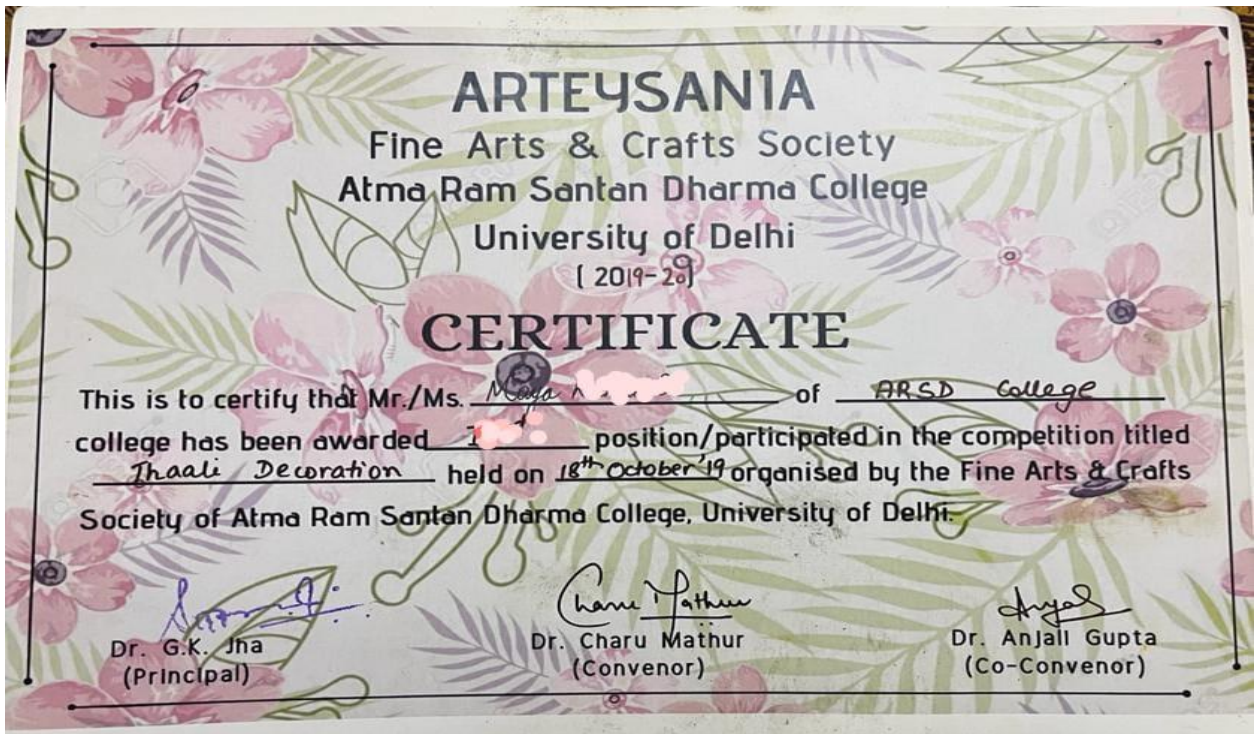 ARTEYSANIA
Fine Arts & Crafts Society
Atma Ram Santan Dharma College
University of Delhi
(2019-20)
CERTIFICATE
This is to certify that Mr./Ms. Maya of ARSD College
college has been awarded position/participated in the competition titled
Thaali Decoration held on 18th October'19 organised by the Fine Arts & Crafts
Society of Atma Ram Santan Dharma College, University of Delhi.
Charu Mathur Anjali
Dr. G.K. Jha Dr. Charu Mathur Dr. Anjali Gupta
(Principal) (Convenor) (Co-Convenor)